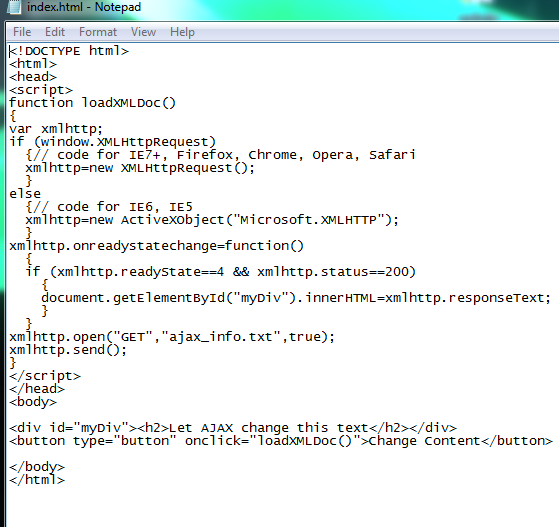 index.html - Notepad
File Edit Format View Help
<!DOCTYPE html>
<html>
<head>
<script>
function loadXMLDoc()
{
var xmlhttp;
if (window.XMLHttpRequest)
  {// code for IE7+, Firefox, Chrome, Opera, Safari
  xmlhttp=new XMLHttpRequest();
  }
else
  {// code for IE6, IE5
  xmlhttp=new ActiveXObject("Microsoft.XMLHTTP");
  }
xmlhttp.onreadystatechange=function()
  {
  if (xmlhttp.readyState==4 && xmlhttp.status==200)
    {
    document.getElementById("myDiv").innerHTML=xmlhttp.responseText;
    }
  }
xmlhttp.open("GET","ajax_info.txt",true);
xmlhttp.send();
}
</script>
</head>
<body>

<div id="myDiv"><h2>Let AJAX change this text</h2></div>
<button type="button" onclick="loadXMLDoc()">Change Content</button>

</body>
</html>